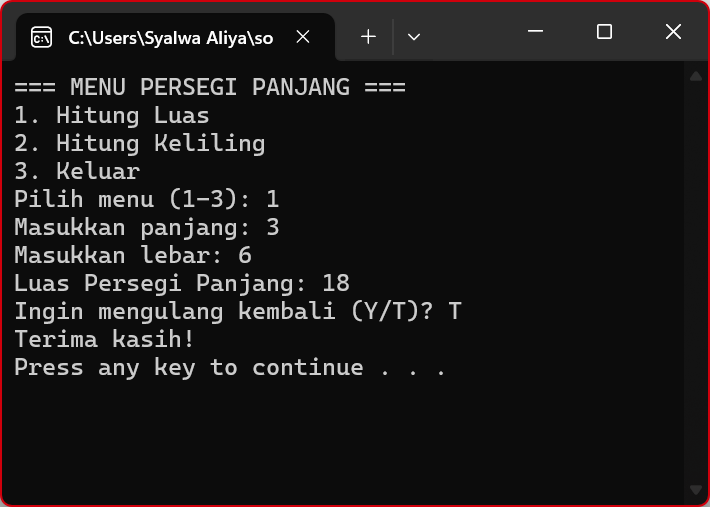 C:\Users\Syalwa Aliya\so
=== MENU PERSEGI PANJANG ===
1. Hitung Luas
2. Hitung Keliling
3. Keluar
Pilih menu (1-3): 1
Masukkan panjang: 3
Masukkan lebar: 6
Luas Persegi Panjang: 18
Ingin mengulang kembali (Y/T)? T
Terima kasih!
Press any key to continue . . .